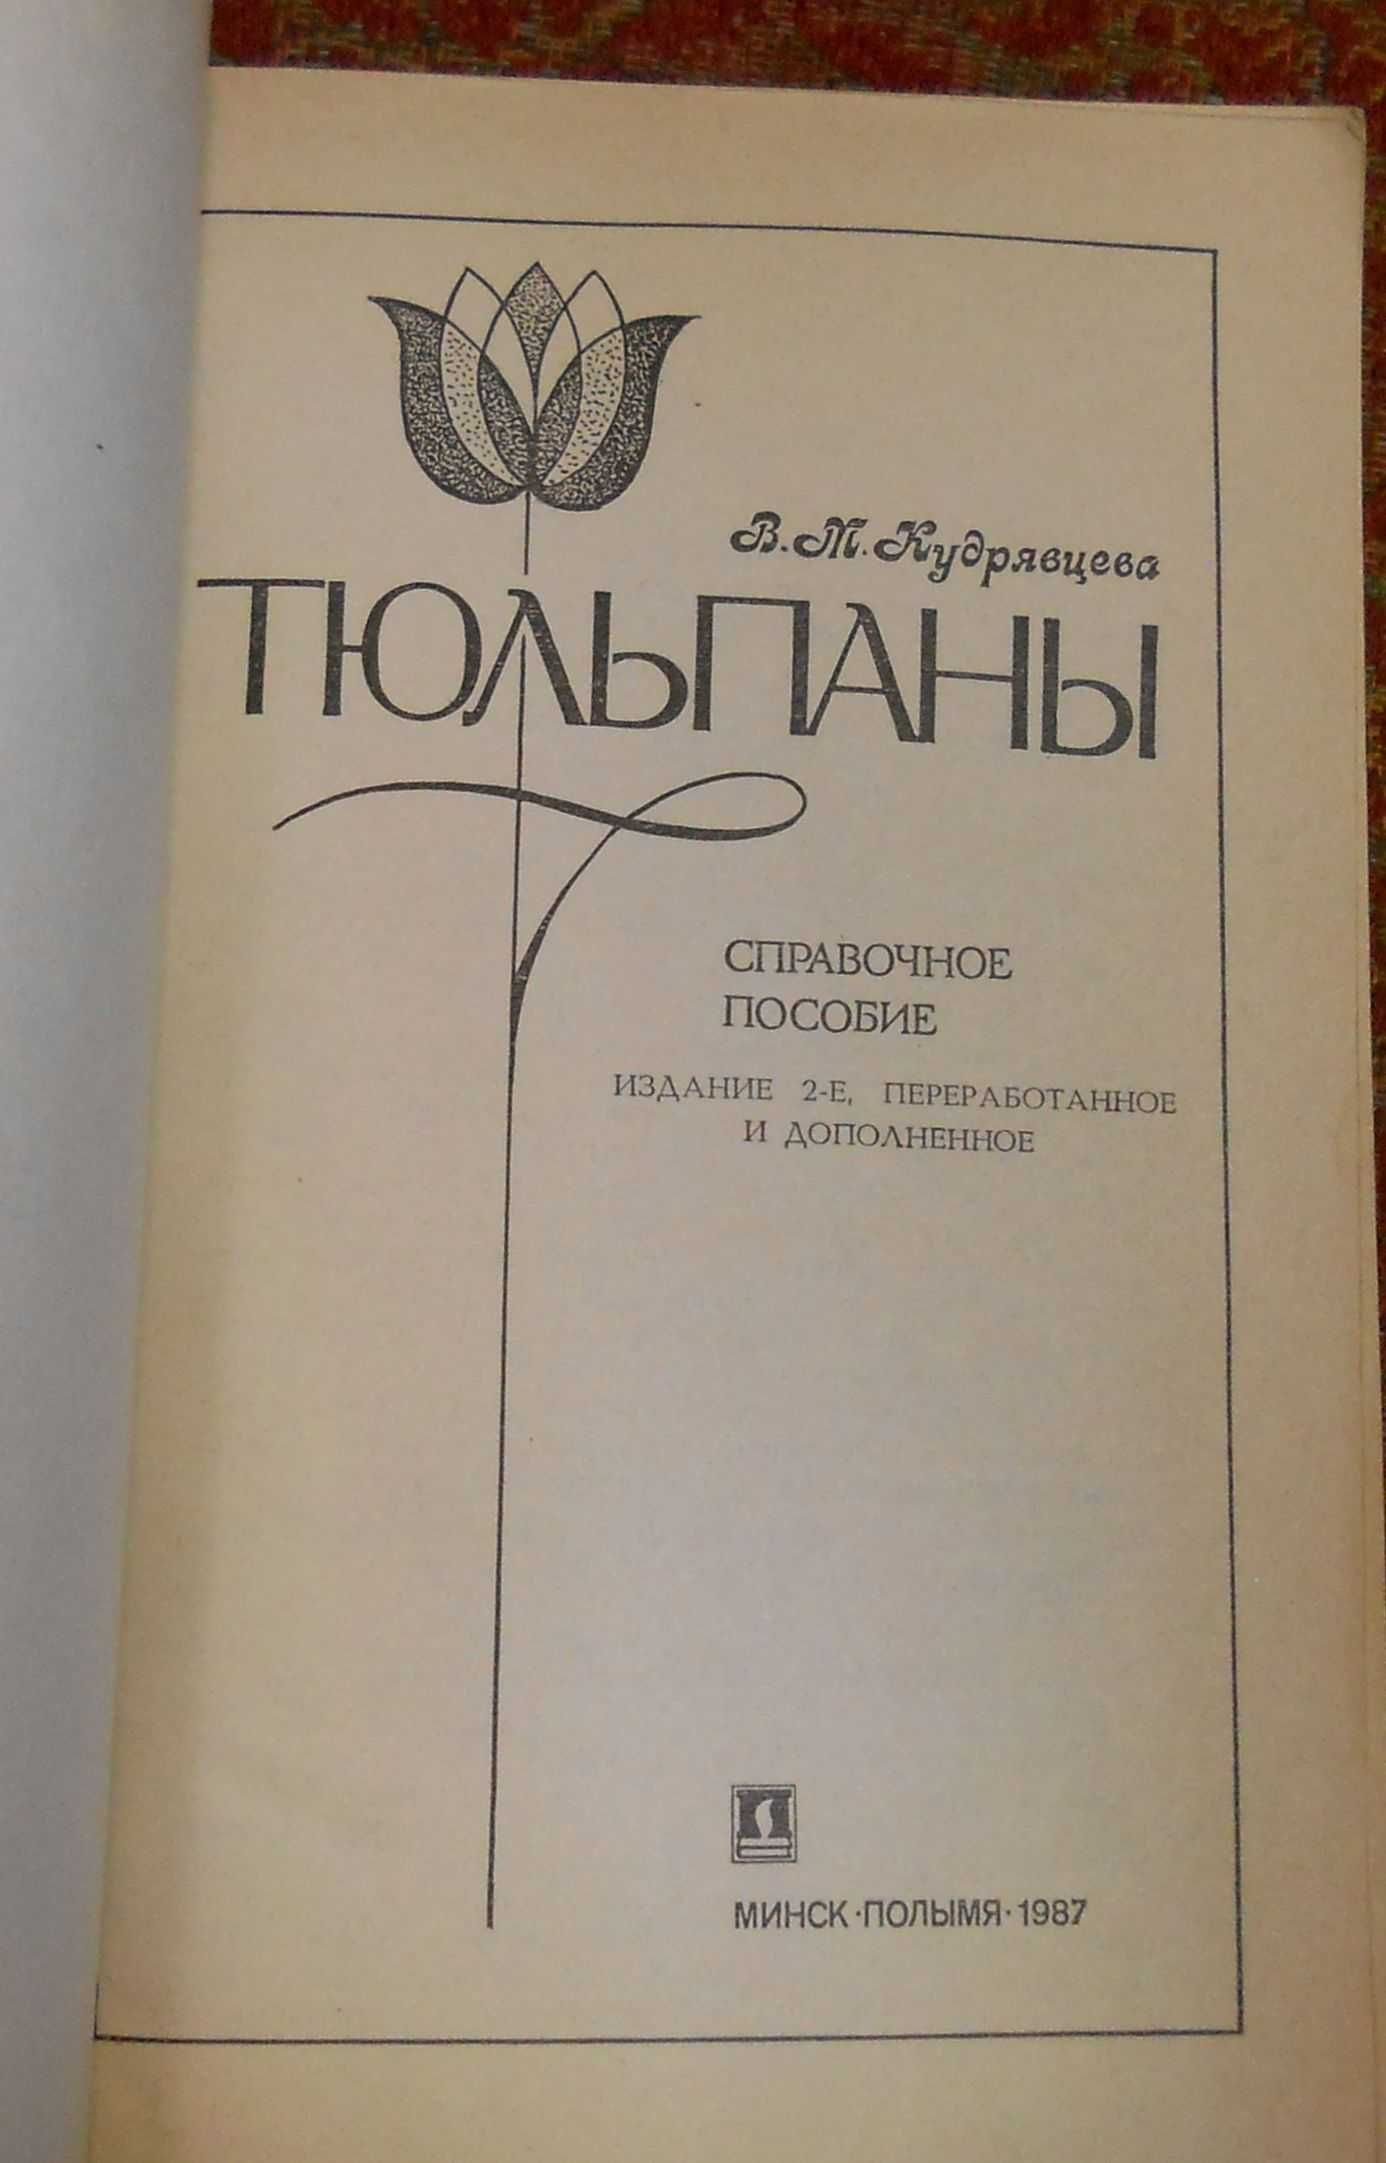 В.М. Кудрявцева
ТЮЛЬПАНЫ
СПРАВОЧНОЕ
ПОСОБИЕ
ИЗДАНИЕ 2-Е, ПЕРЕРАБОТАННОЕ
И ДОПОЛНЕННОЕ
МИНСК·ПОЛЫМЯ·1987